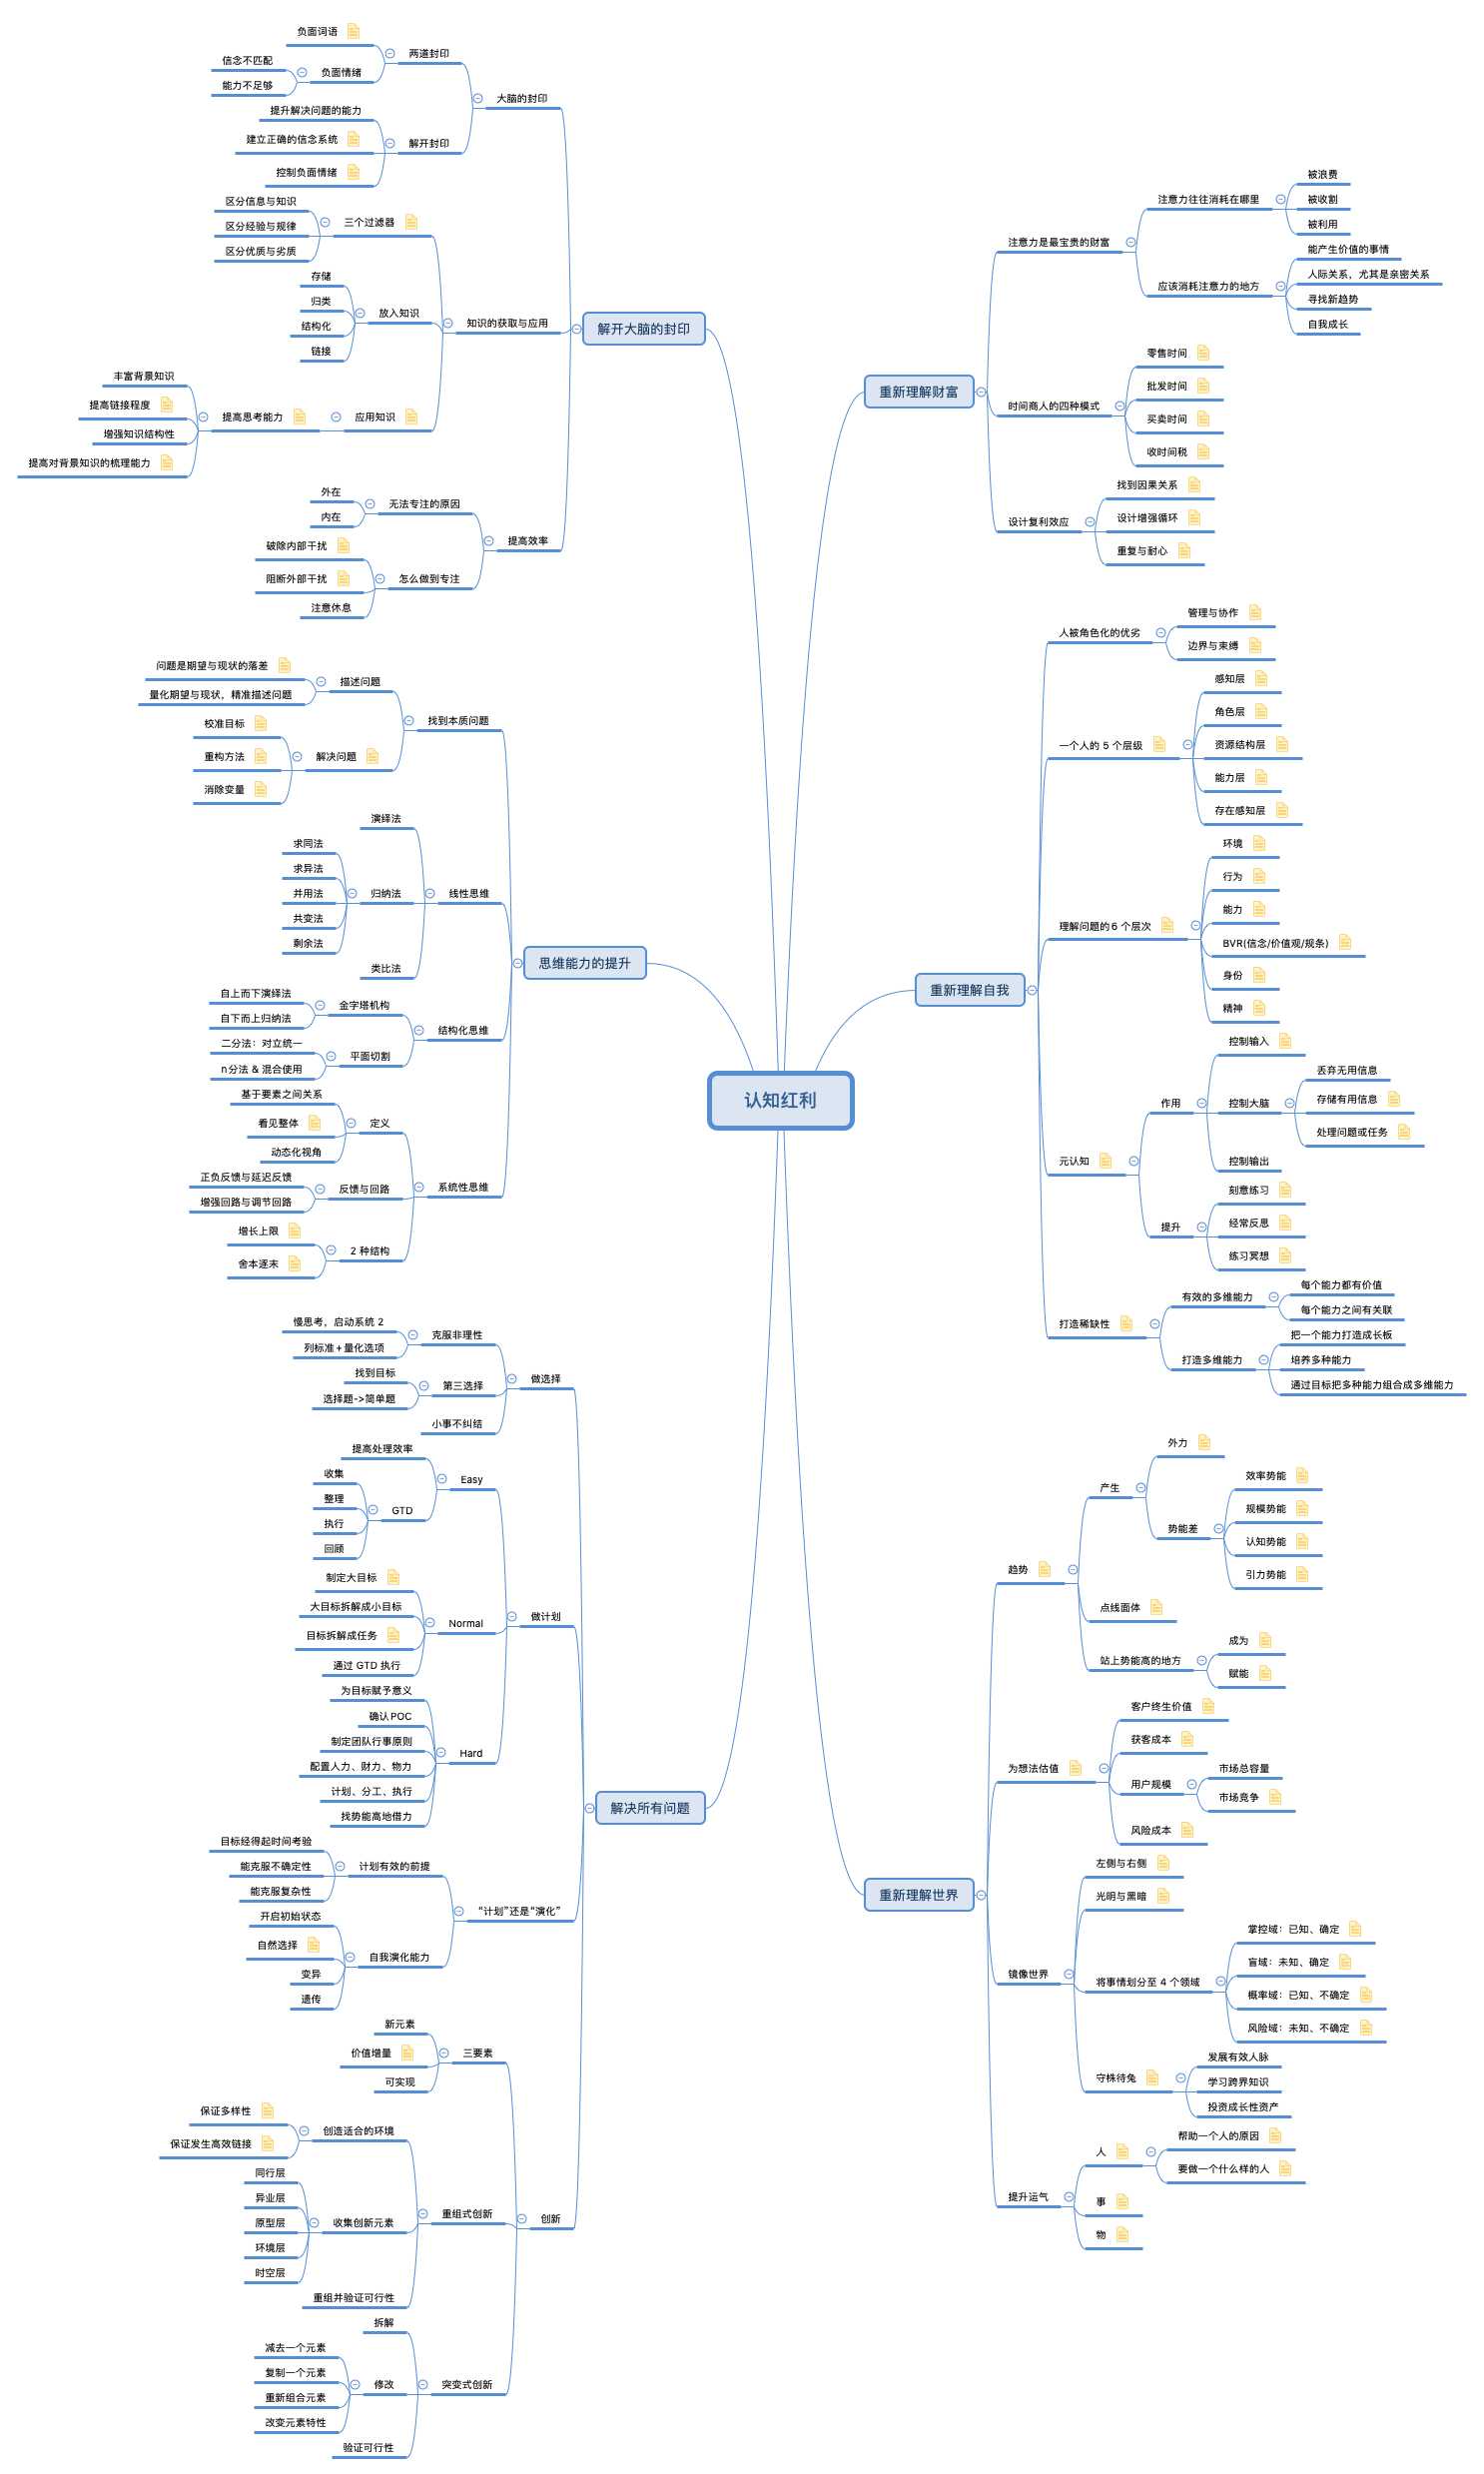 认知红利
重新理解财富
注意力是最宝贵的财富
注意力往往消耗在哪里
被浪费
被收割
被利用
应该消耗注意力的地方
能产生价值的事情
人际关系，尤其是亲密关系
寻找新趋势
自我成长
时间商人的四种模式
零售时间
批发时间
买卖时间
收时间税
设计复利效应
找到因果关系
设计增强循环
重复与耐心
重新理解自我
人被角色化的优劣
管理与协作
边界与束缚
一个人的 5 个层级
感知层
角色层
资源结构层
能力层
存在感知层
理解问题的 6 个层次
环境
行为
能力
BVR(信念/价值观/规条)
身份
精神
元认知
作用
控制输入
控制大脑
丢弃无用信息
存储有用信息
处理问题或任务
控制输出
提升
刻意练习
经常反思
练习冥想
打造稀缺性
有效的多维能力
每个能力都有价值
每个能力之间有关联
打造多维能力
把一个能力打造成长板
培养多种能力
通过目标把多种能力组合成多维能力
重新理解世界
趋势
产生
外力
势能差
效率势能
规模势能
认知势能
引力势能
点线面体
站上势能高的地方
成为
赋能
为想法估值
客户终生价值
获客成本
用户规模
市场总容量
市场竞争
风险成本
镜像世界
左侧与右侧
光明与黑暗
将事情划分至 4 个领域
掌控域：已知、确定
盲域：未知、确定
概率域：已知、不确定
风险域：未知、不确定
守株待兔
发展有效人脉
学习跨界知识
投资成长性资产
提升运气
人
帮助一个人的原因
要做一个什么样的人
事
物
解开大脑的封印
大脑的封印
两道封印
负面词语
负面情绪
信念不匹配
能力不足够
解开封印
提升解决问题的能力
建立正确的信念系统
控制负面情绪
知识的获取与应用
三个过滤器
区分信息与知识
区分经验与规律
区分优质与劣质
放入知识
存储
归类
结构化
链接
应用知识
提高思考能力
丰富背景知识
提高链接程度
增强知识结构性
提高对背景知识的梳理能力
提高效率
无法专注的原因
外在
内在
怎么做到专注
破除内部干扰
阻断外部干扰
注意休息
思维能力的提升
找到本质问题
描述问题
问题是期望与现状的落差
量化期望与现状，精准描述问题
解决问题
校准目标
重构方法
消除变量
线性思维
演绎法
归纳法
求同法
求异法
并用法
共变法
剩余法
类比法
结构化思维
金字塔机构
自上而下演绎法
自下而上归纳法
平面切割
二分法：对立统一
n 分法 & 混合使用
系统性思维
定义
基于要素之间关系
看见整体
动态化视角
反馈与回路
正负反馈与延迟反馈
增强回路与调节回路
2 种结构
增长上限
舍本逐末
解决所有问题
做选择
克服非理性
慢思考，启动系统 2
列标准 + 量化选项
第三选择
找到目标
选择题->简单题
小事不纠结
做计划
Easy
提高处理效率
GTD
收集
整理
执行
回顾
Normal
制定大目标
大目标拆解成小目标
目标拆解成任务
通过 GTD 执行
Hard
为目标赋予意义
确认 POC
制定团队行事原则
配置人力、财力、物力
计划、分工、执行
找势能高地借力
“计划”还是“演化”
计划有效的前提
目标经得起时间考验
能克服不确定性
能克服复杂性
自我演化能力
开启初始状态
自然选择
变异
遗传
创新
三要素
新元素
价值增量
可实现
重组式创新
创造适合的环境
保证多样性
保证发生高效链接
收集创新元素
同行层
异业层
原型层
环境层
时空层
重组并验证可行性
突变式创新
拆解
修改
减去一个元素
复制一个元素
重新组合元素
改变元素特性
验证可行性